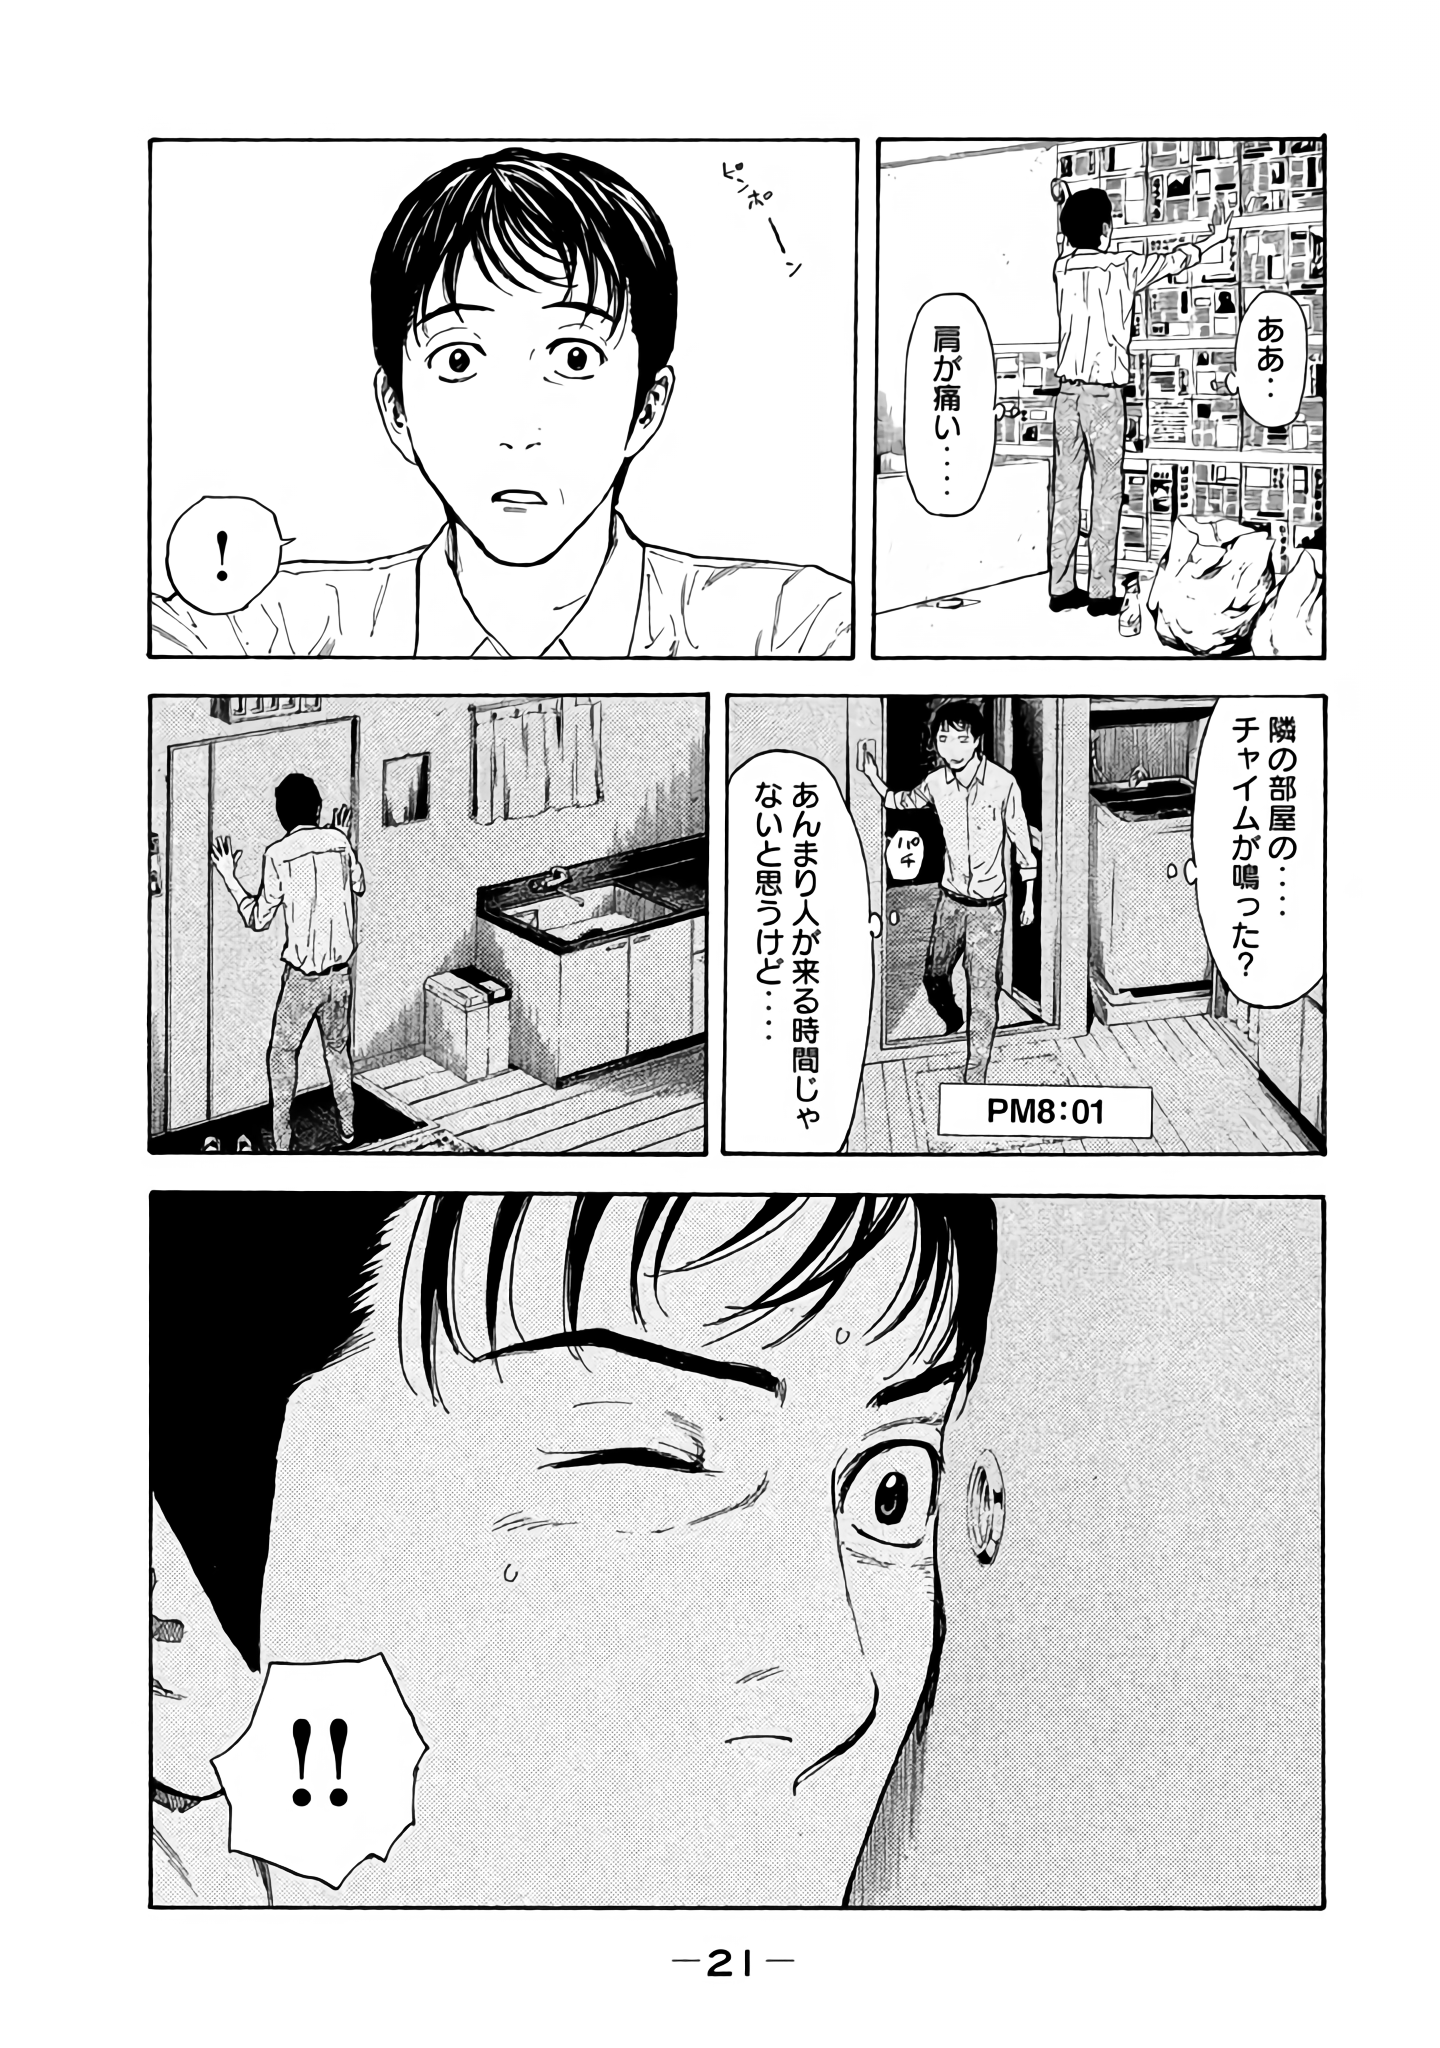 ああ‥
肩が痛い‥‥
ピンポーン
！
隣の部屋の‥‥
チャイムが鳴った？
パチ
あんまり人が来る時間じゃ
ないと思うけど‥‥
PM8:01
！！
—21—